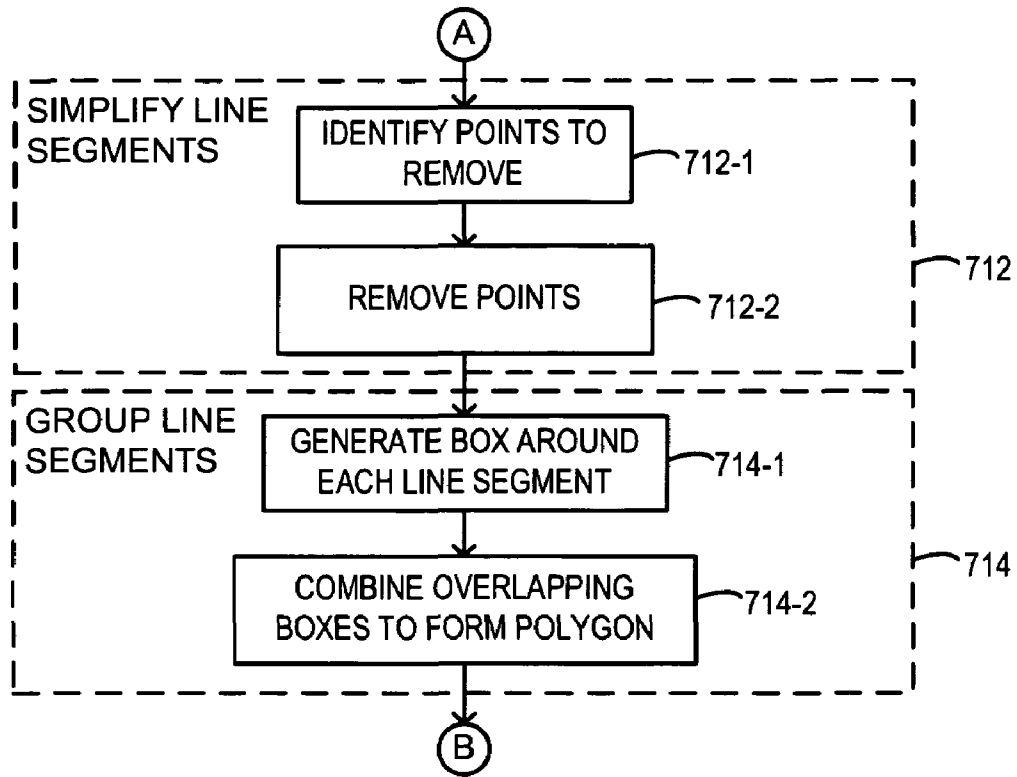 A
SIMPLIFY LINE
SEGMENTS
IDENTIFY POINTS TO
REMOVE
712-1
REMOVE POINTS
712-2
712
GROUP LINE
SEGMENTS
GENERATE BOX AROUND
EACH LINE SEGMENT
714-1
COMBINE OVERLAPPING
BOXES TO FORM POLYGON
714-2
714
B